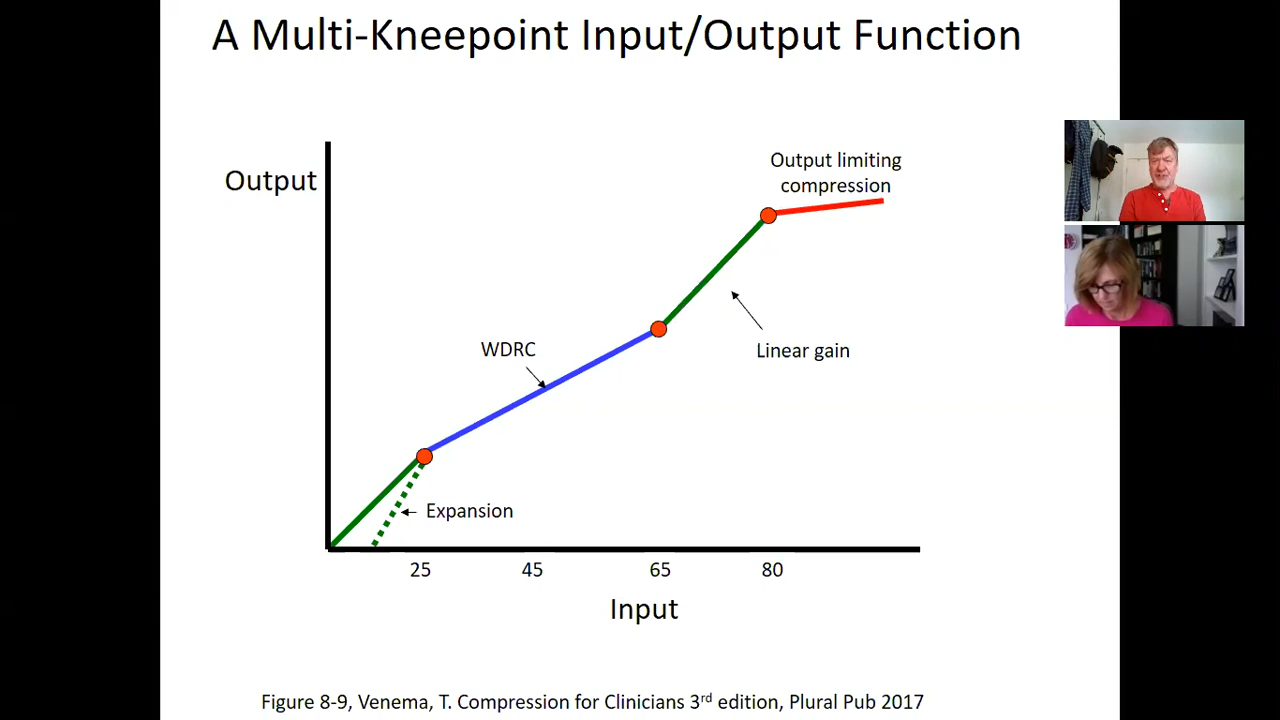 A Multi-Kneepoint Input/Output Function
Output
Output limiting
compression
WDRC
Linear gain
Expansion
25
45
65
80
Input
Figure 8-9, Venema, T. Compression for Clinicians 3rd edition, Plural Pub 2017